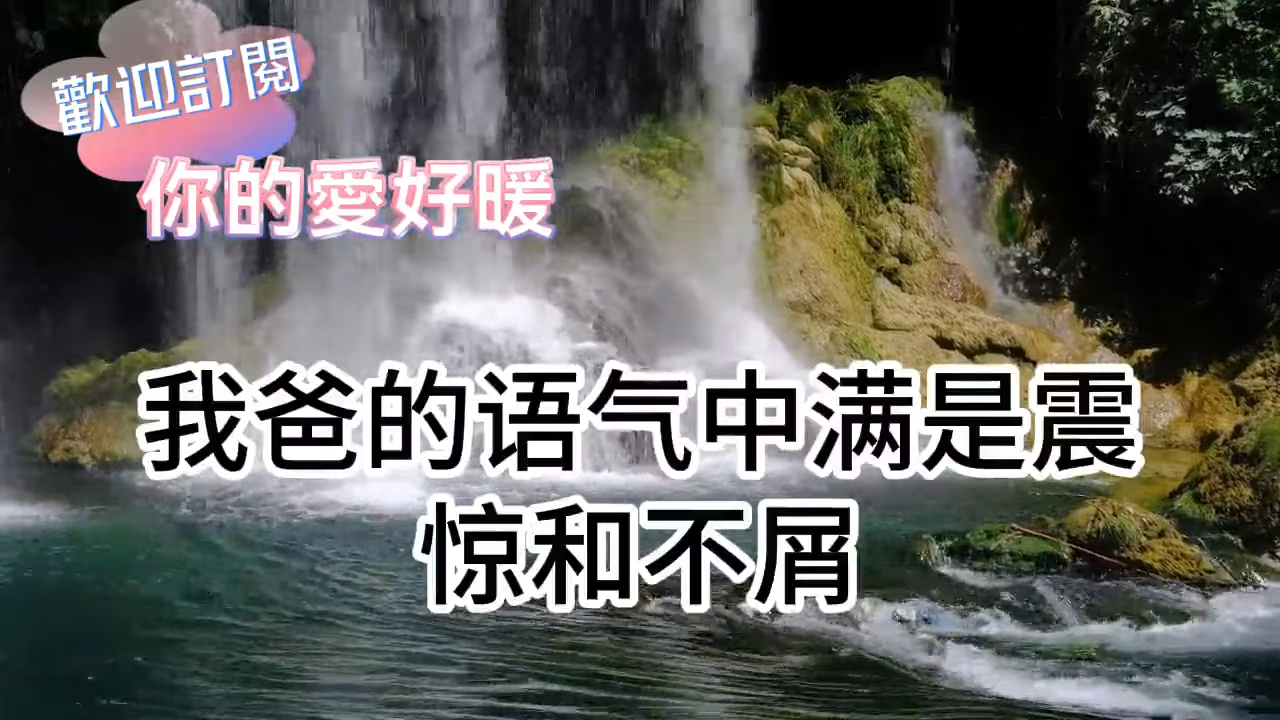 歡迎訂閱
你的愛好暖
我爸的语气中满是震
惊和不屑